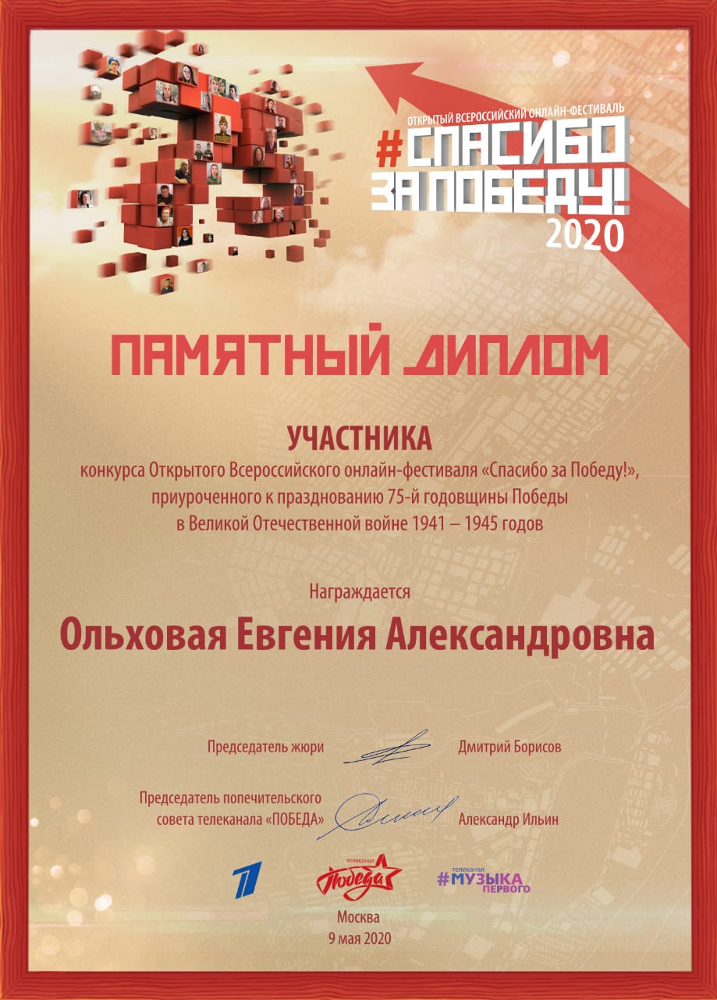 ОТКРЫТЫЙ ВСЕРОССИЙСКИЙ ОНЛАЙН-ФЕСТИВАЛЬ
#СПАСИБО
ЗА ПОБЕДУ!
2020
ПАМЯТНЫЙ ДИПЛОМ
УЧАСТНИКА
конкурса Открытого Всероссийского онлайн-фестиваля «Спасибо за Победу!»,
приуроченного к празднованию 75-й годовщины Победы
в Великой Отечественной войне 1941 – 1945 годов
Награждается
Ольховая Евгения Александровна
Председатель жюри Дмитрий Борисов
Председатель попечительского
совета телеканала «ПОБЕДА» Александр Ильин
1
телеканал
Победа
телеканал
#МУЗЫКА
ПЕРВОГО
Москва
9 мая 2020